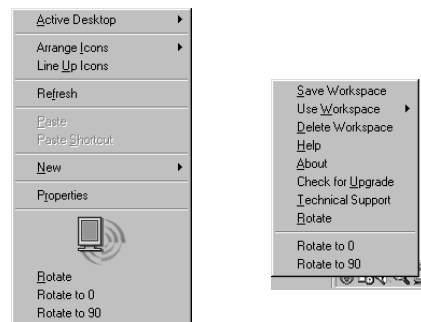 Active Desktop
Arrange Icons
Line Up Icons
Refresh
Paste
Paste Shortcut
New
Properties
Rotate
Rotate to 0
Rotate to 90
Save Workspace
Use Workspace
Delete Workspace
Help
About
Check for Upgrade
Technical Support
Rotate
Rotate to 0
Rotate to 90